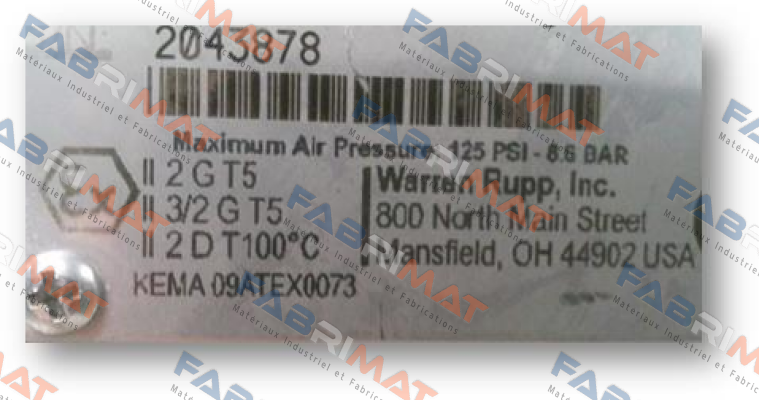 2043878
Maximum Air Pressure 125 PSI - 8.6 BAR
II 2 G T5
II 3/2 G T5
II 2 D T100°C
KEMA 09ATEX0073
Warren Rupp, Inc.
800 North Main Street
Mansfield, OH 44902 USA
FABRIMAT
Matériaux Industriel et Fabrications